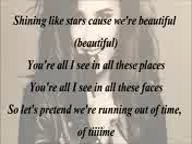 Shining like stars cause we're beautiful
(beautiful)
You're all I see in all these places
You're all I see in all these faces
So let's pretend we're running out of time,
of tiiiime